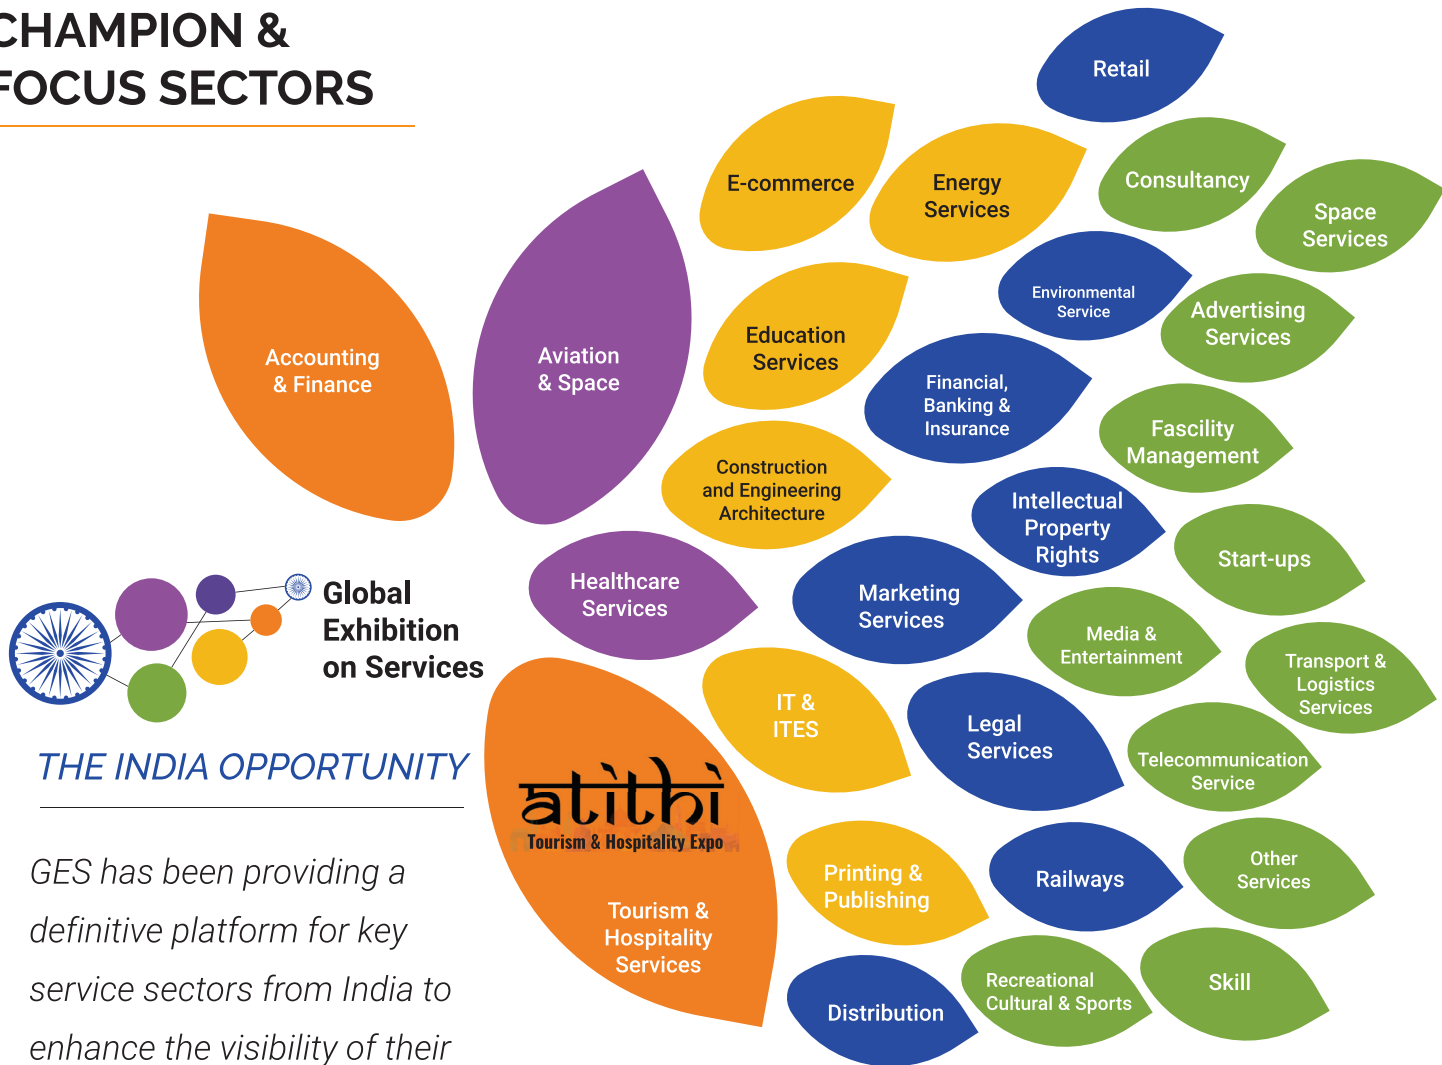 CHAMPION &
FOCUS SECTORS
Retail
E-commerce
Energy
Services
Consultancy
Space
Services
Accounting
& Finance
Aviation
& Space
Education
Services
Environmental
Service
Advertising
Services
Financial,
Banking &
Insurance
Fascility
Management
Construction
and Engineering
Architecture
Intellectual
Property
Rights
Start-ups
Healthcare
Services
Marketing
Services
Media &
Entertainment
Transport &
Logistics
Services
Global
Exhibition
on Services
IT &
ITES
Legal
Services
Telecommunication
Service
THE INDIA OPPORTUNITY
atithi
Tourism & Hospitality Expo
Tourism &
Hospitality
Services
Printing &
Publishing
Railways
Other
Services
Distribution
Recreational
Cultural & Sports
Skill
GES has been providing a
definitive platform for key
service sectors from India to
enhance the visibility of their